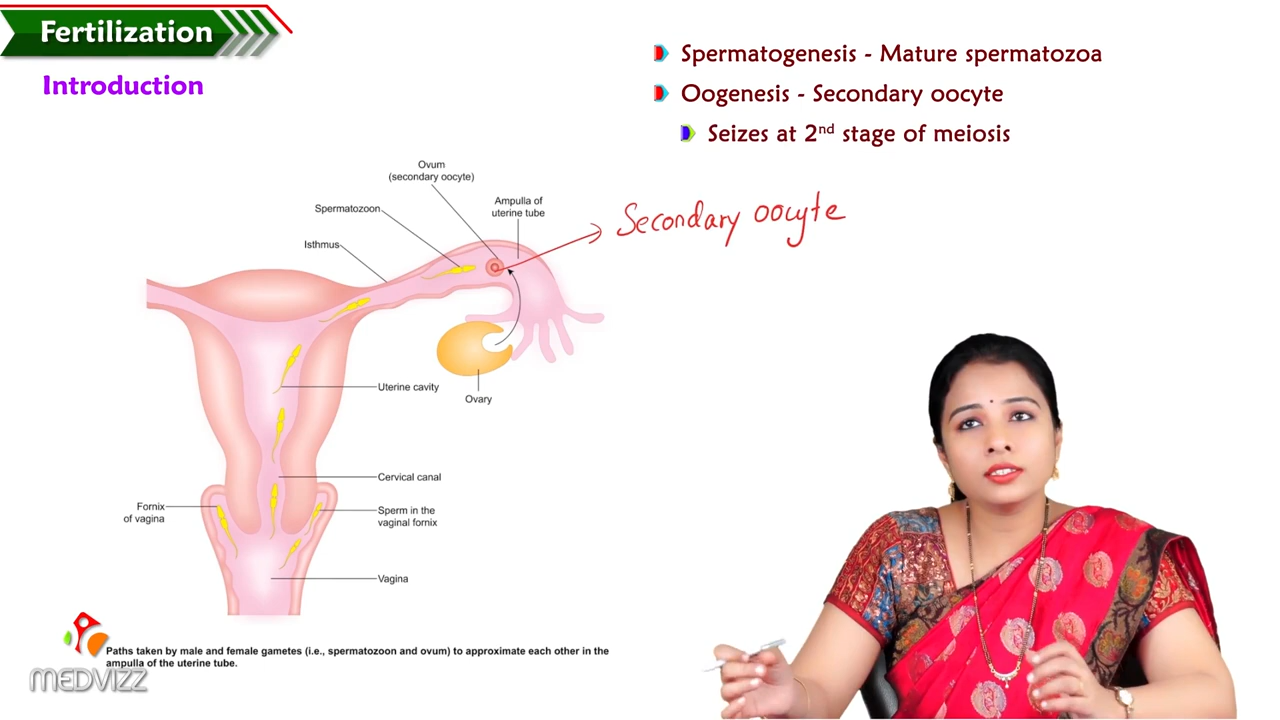 Fertilization
Introduction
Spermatogenesis - Mature spermatozoa
Oogenesis - Secondary oocyte
Seizes at 2nd stage of meiosis
Ovum
(secondary oocyte)
Ampulla of
uterine tube
Spermatozoon
Secondary oocyte
Isthmus
Uterine cavity
Ovary
Cervical canal
Fornix
of vagina
Sperm in the
vaginal fornix
Vagina
Paths taken by male and female gametes (i.e., spermatozoon and ovum) to approximate each other in the
ampulla of the uterine tube.
MEDVIZZ